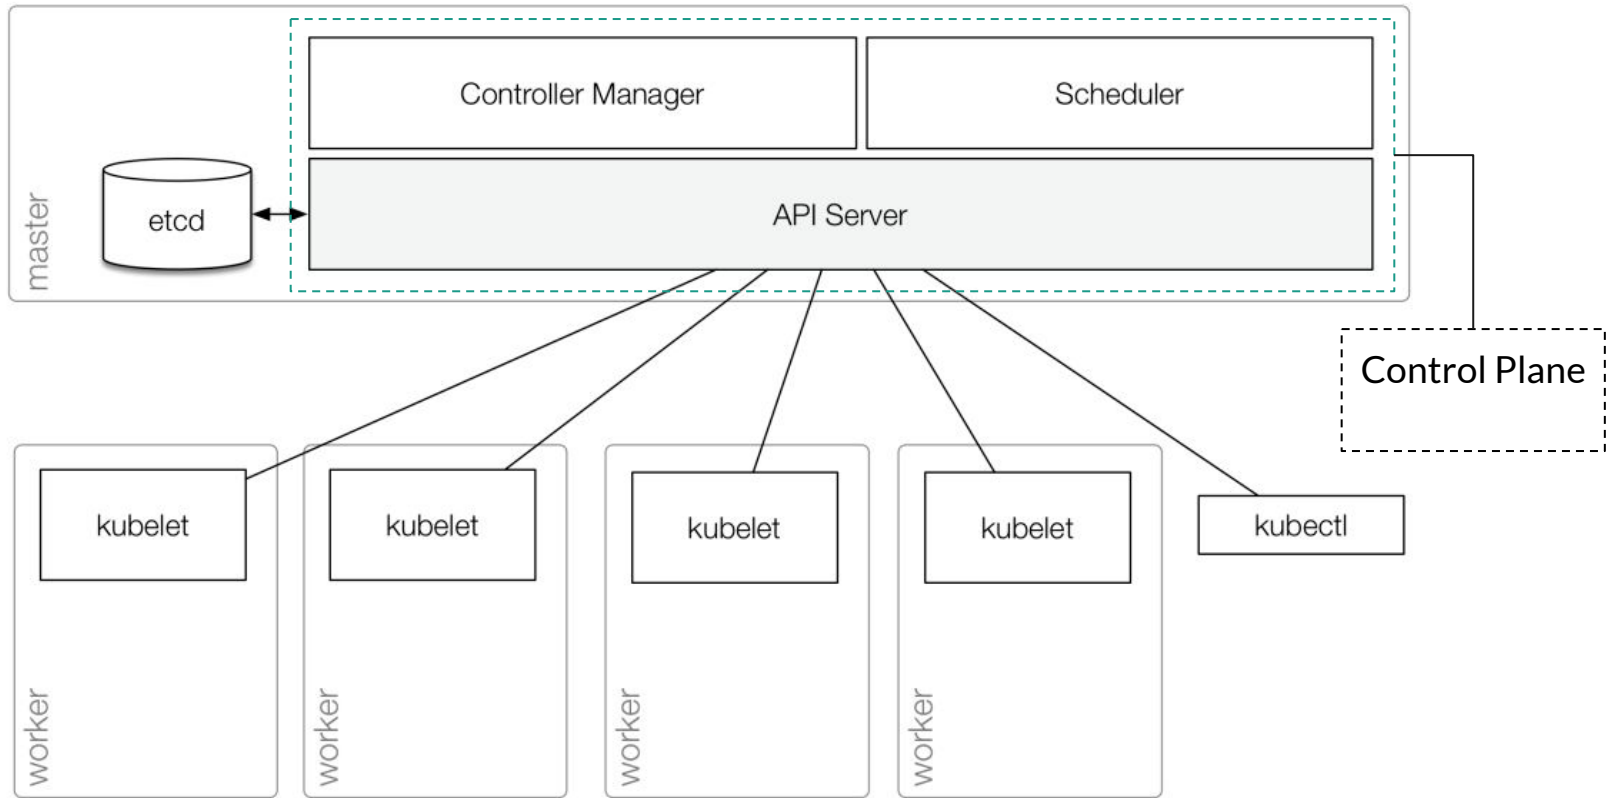 Controller Manager
Scheduler
etcd
API Server
master
Control Plane
kubelet
kubelet
kubelet
kubelet
kubectl
worker
worker
worker
worker